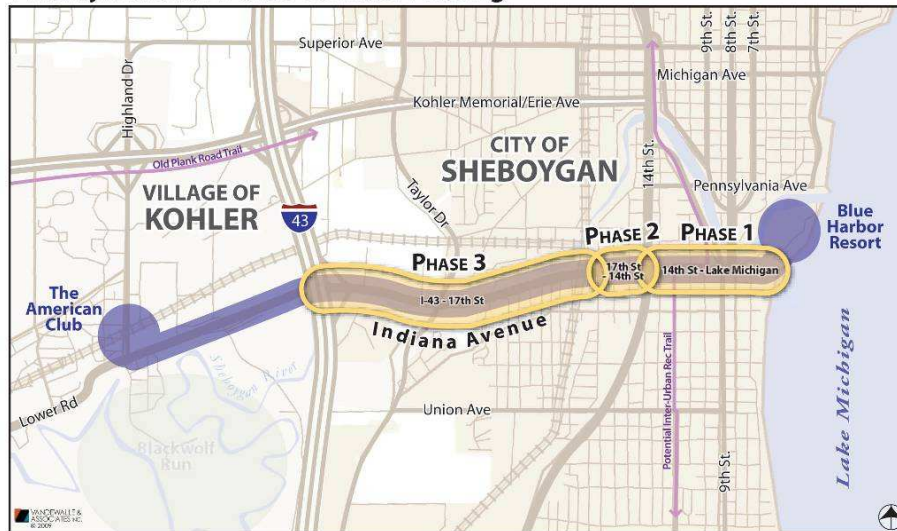 Superior Ave
9th St.
8th St.
7th St.
Highland Dr
Michigan Ave
Kohler Memorial/Erie Ave
Old Plank Road Trail
CITY OF
SHEBOYGAN
14th St.
VILLAGE OF
KOHLER
43
Taylor Dr
Pennsylvania Ave
Blue
Harbor
Resort
PHASE 3
PHASE 2
PHASE 1
17th St
- 14th St
14th St - Lake Michigan
I-43 - 17th St
The
American
Club
Indiana Avenue
Sheboygan River
Lower Rd
Union Ave
Potential Inter-Urban Rec Trail
Blackwolf
Run
9th St.
Lake Michigan
VANDEWALLE &
ASSOCIATES INC.
© 2009